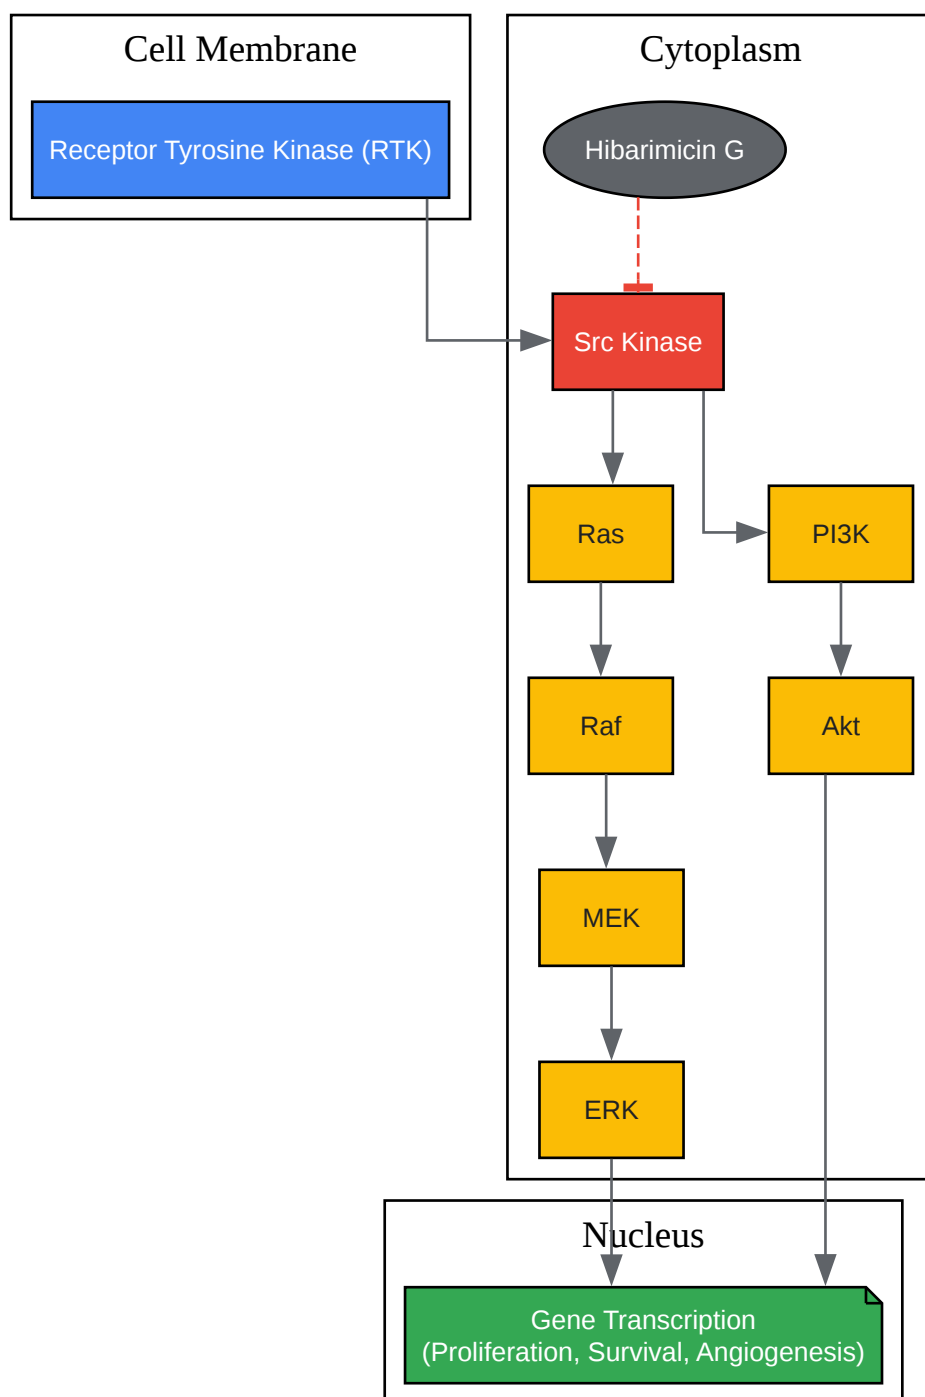 Cell Membrane
Cytoplasm
Receptor Tyrosine Kinase (RTK)
Hibarimicin G
Src Kinase
Ras
PI3K
Raf
Akt
MEK
ERK
Nucleus
Gene Transcription
(Proliferation, Survival, Angiogenesis)